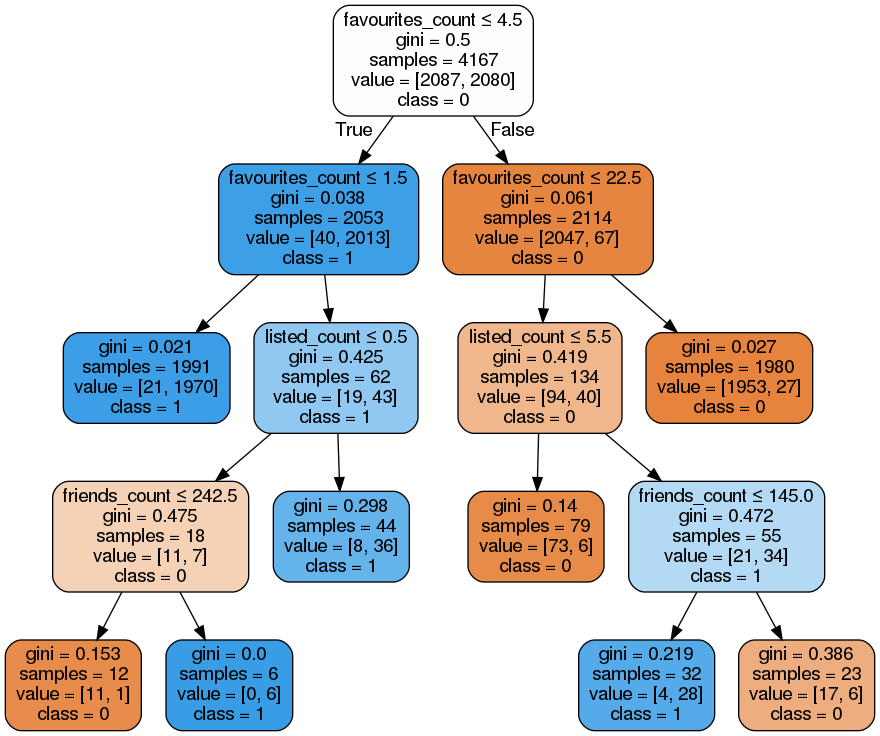 favourites_count ≤ 4.5
gini = 0.5
samples = 4167
value = [2087, 2080]
class = 0
True
False
favourites_count ≤ 1.5
gini = 0.038
samples = 2053
value = [40, 2013]
class = 1
favourites_count ≤ 22.5
gini = 0.061
samples = 2114
value = [2047, 67]
class = 0
gini = 0.021
samples = 1991
value = [21, 1970]
class = 1
listed_count ≤ 0.5
gini = 0.425
samples = 62
value = [19, 43]
class = 1
listed_count ≤ 5.5
gini = 0.419
samples = 134
value = [94, 40]
class = 0
gini = 0.027
samples = 1980
value = [1953, 27]
class = 0
friends_count ≤ 242.5
gini = 0.475
samples = 18
value = [11, 7]
class = 0
gini = 0.298
samples = 44
value = [8, 36]
class = 1
gini = 0.14
samples = 79
value = [73, 6]
class = 0
friends_count ≤ 145.0
gini = 0.472
samples = 55
value = [21, 34]
class = 1
gini = 0.153
samples = 12
value = [11, 1]
class = 0
gini = 0.0
samples = 6
value = [0, 6]
class = 1
gini = 0.219
samples = 32
value = [4, 28]
class = 1
gini = 0.386
samples = 23
value = [17, 6]
class = 0